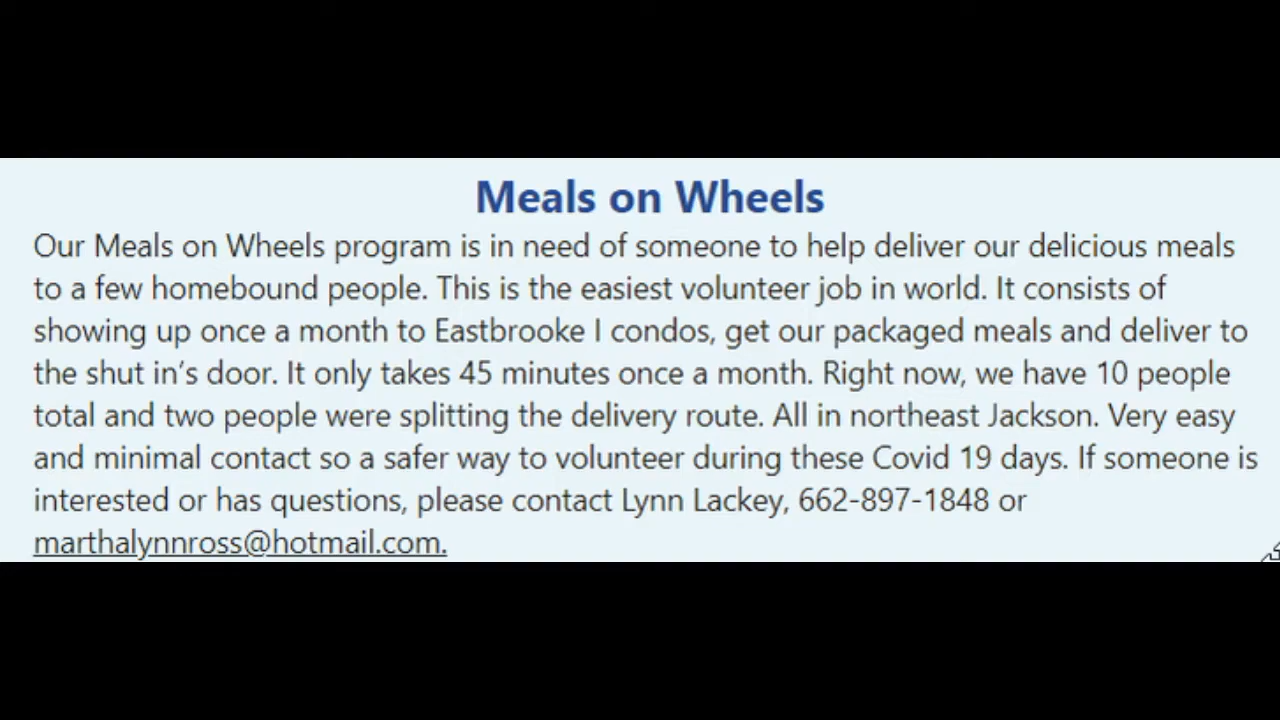 Meals on Wheels
Our Meals on Wheels program is in need of someone to help deliver our delicious meals
to a few homebound people. This is the easiest volunteer job in world. It consists of
showing up once a month to Eastbrooke I condos, get our packaged meals and deliver to
the shut in’s door. It only takes 45 minutes once a month. Right now, we have 10 people
total and two people were splitting the delivery route. All in northeast Jackson. Very easy
and minimal contact so a safer way to volunteer during these Covid 19 days. If someone is
interested or has questions, please contact Lynn Lackey, 662-897-1848 or
marthalynnross@hotmail.com.